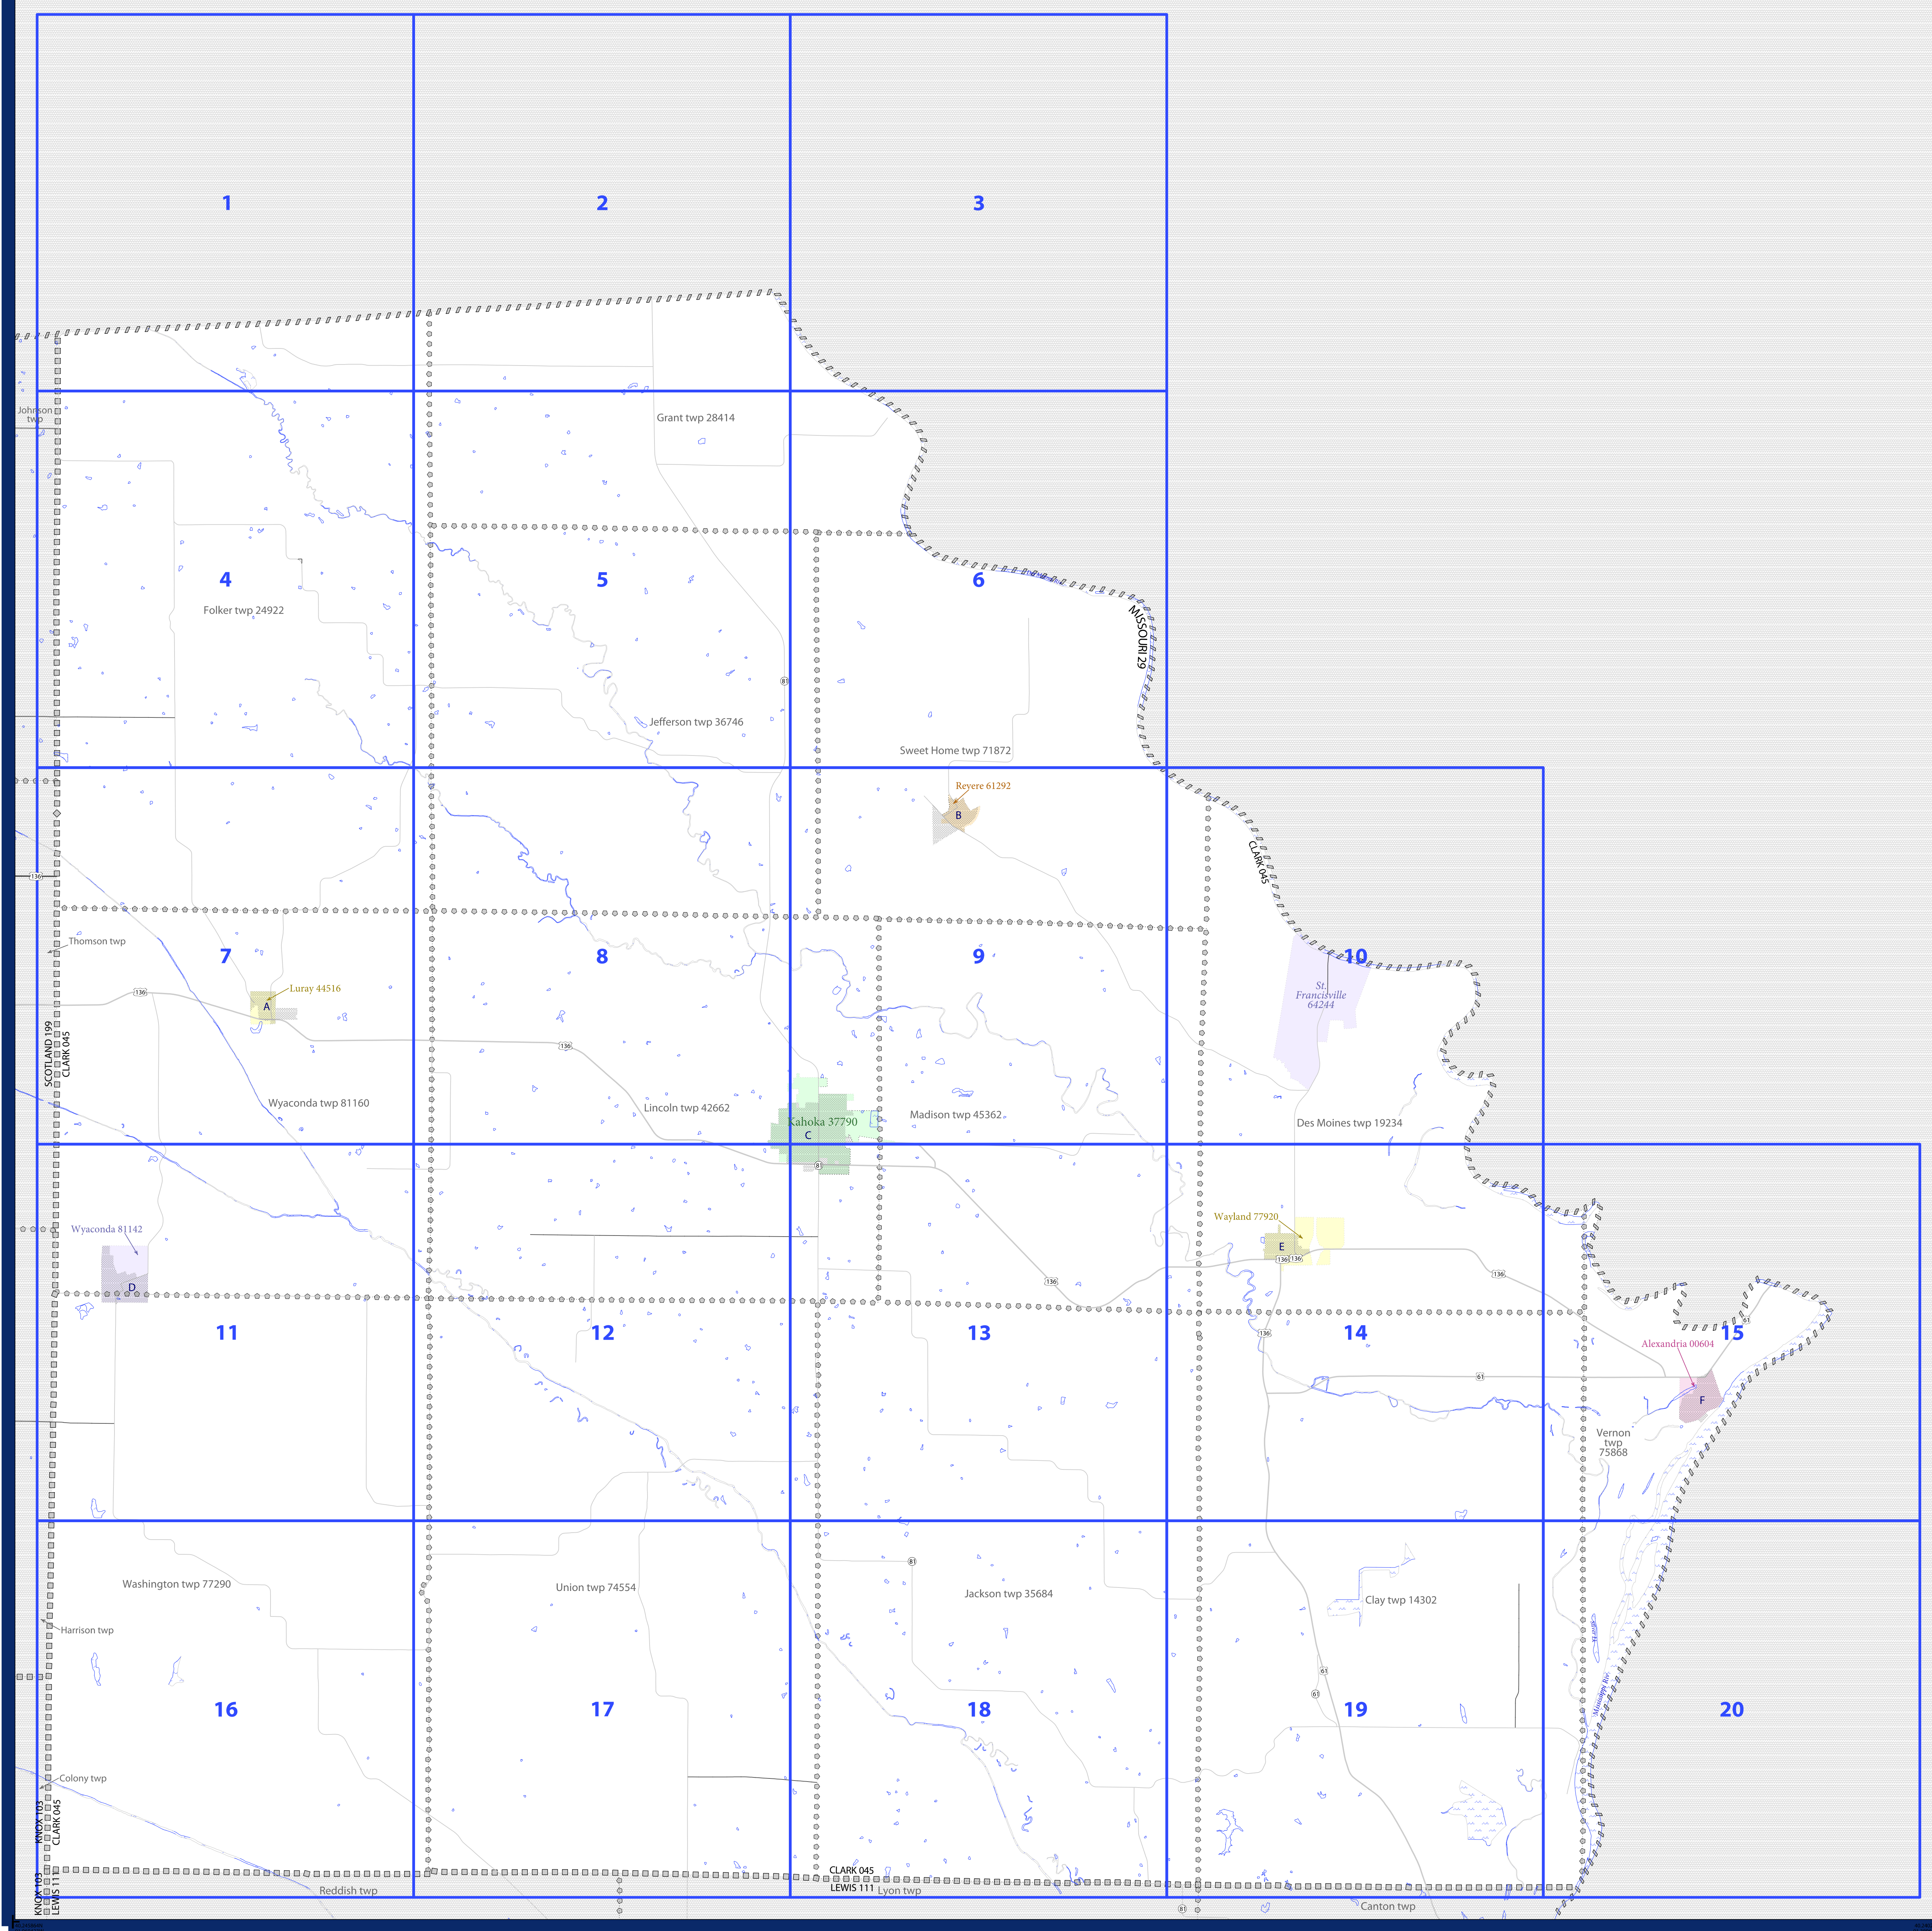 1
2
3
Johnson
twp
Grant twp 28414
4
5
6
Folker twp 24922
MISSOURI 29
81
Jefferson twp 36746
Sweet Home twp 71872
Revere 61292
B
CLARK 045
136
Thomson twp
7
8
9
10
Luray 44516
136
A
St.
Francisville
64244
SCOTLAND 199
CLARK 045
136
Wyaconda twp 81160
Lincoln twp 42662
Kahoka 37790
C
Madison twp 45362
Des Moines twp 19234
81
Wyaconda 81142
D
Wayland 77920
E
136
136
136
136
11
12
13
136
14
15
61
Alexandria 00604
61
F
Vernon
twp
75868
Washington twp 77290
Union twp 74554
81
Jackson twp 35684
Clay twp 14302
Harrison twp
61
61
16
17
18
19
20
Mississippi Riv
Colony twp
KNOX 103
CLARK 045
CLARK 045
LEWIS 111
KNOX 103
LEWIS 111
Reddish twp
Lyon twp
81
Canton twp